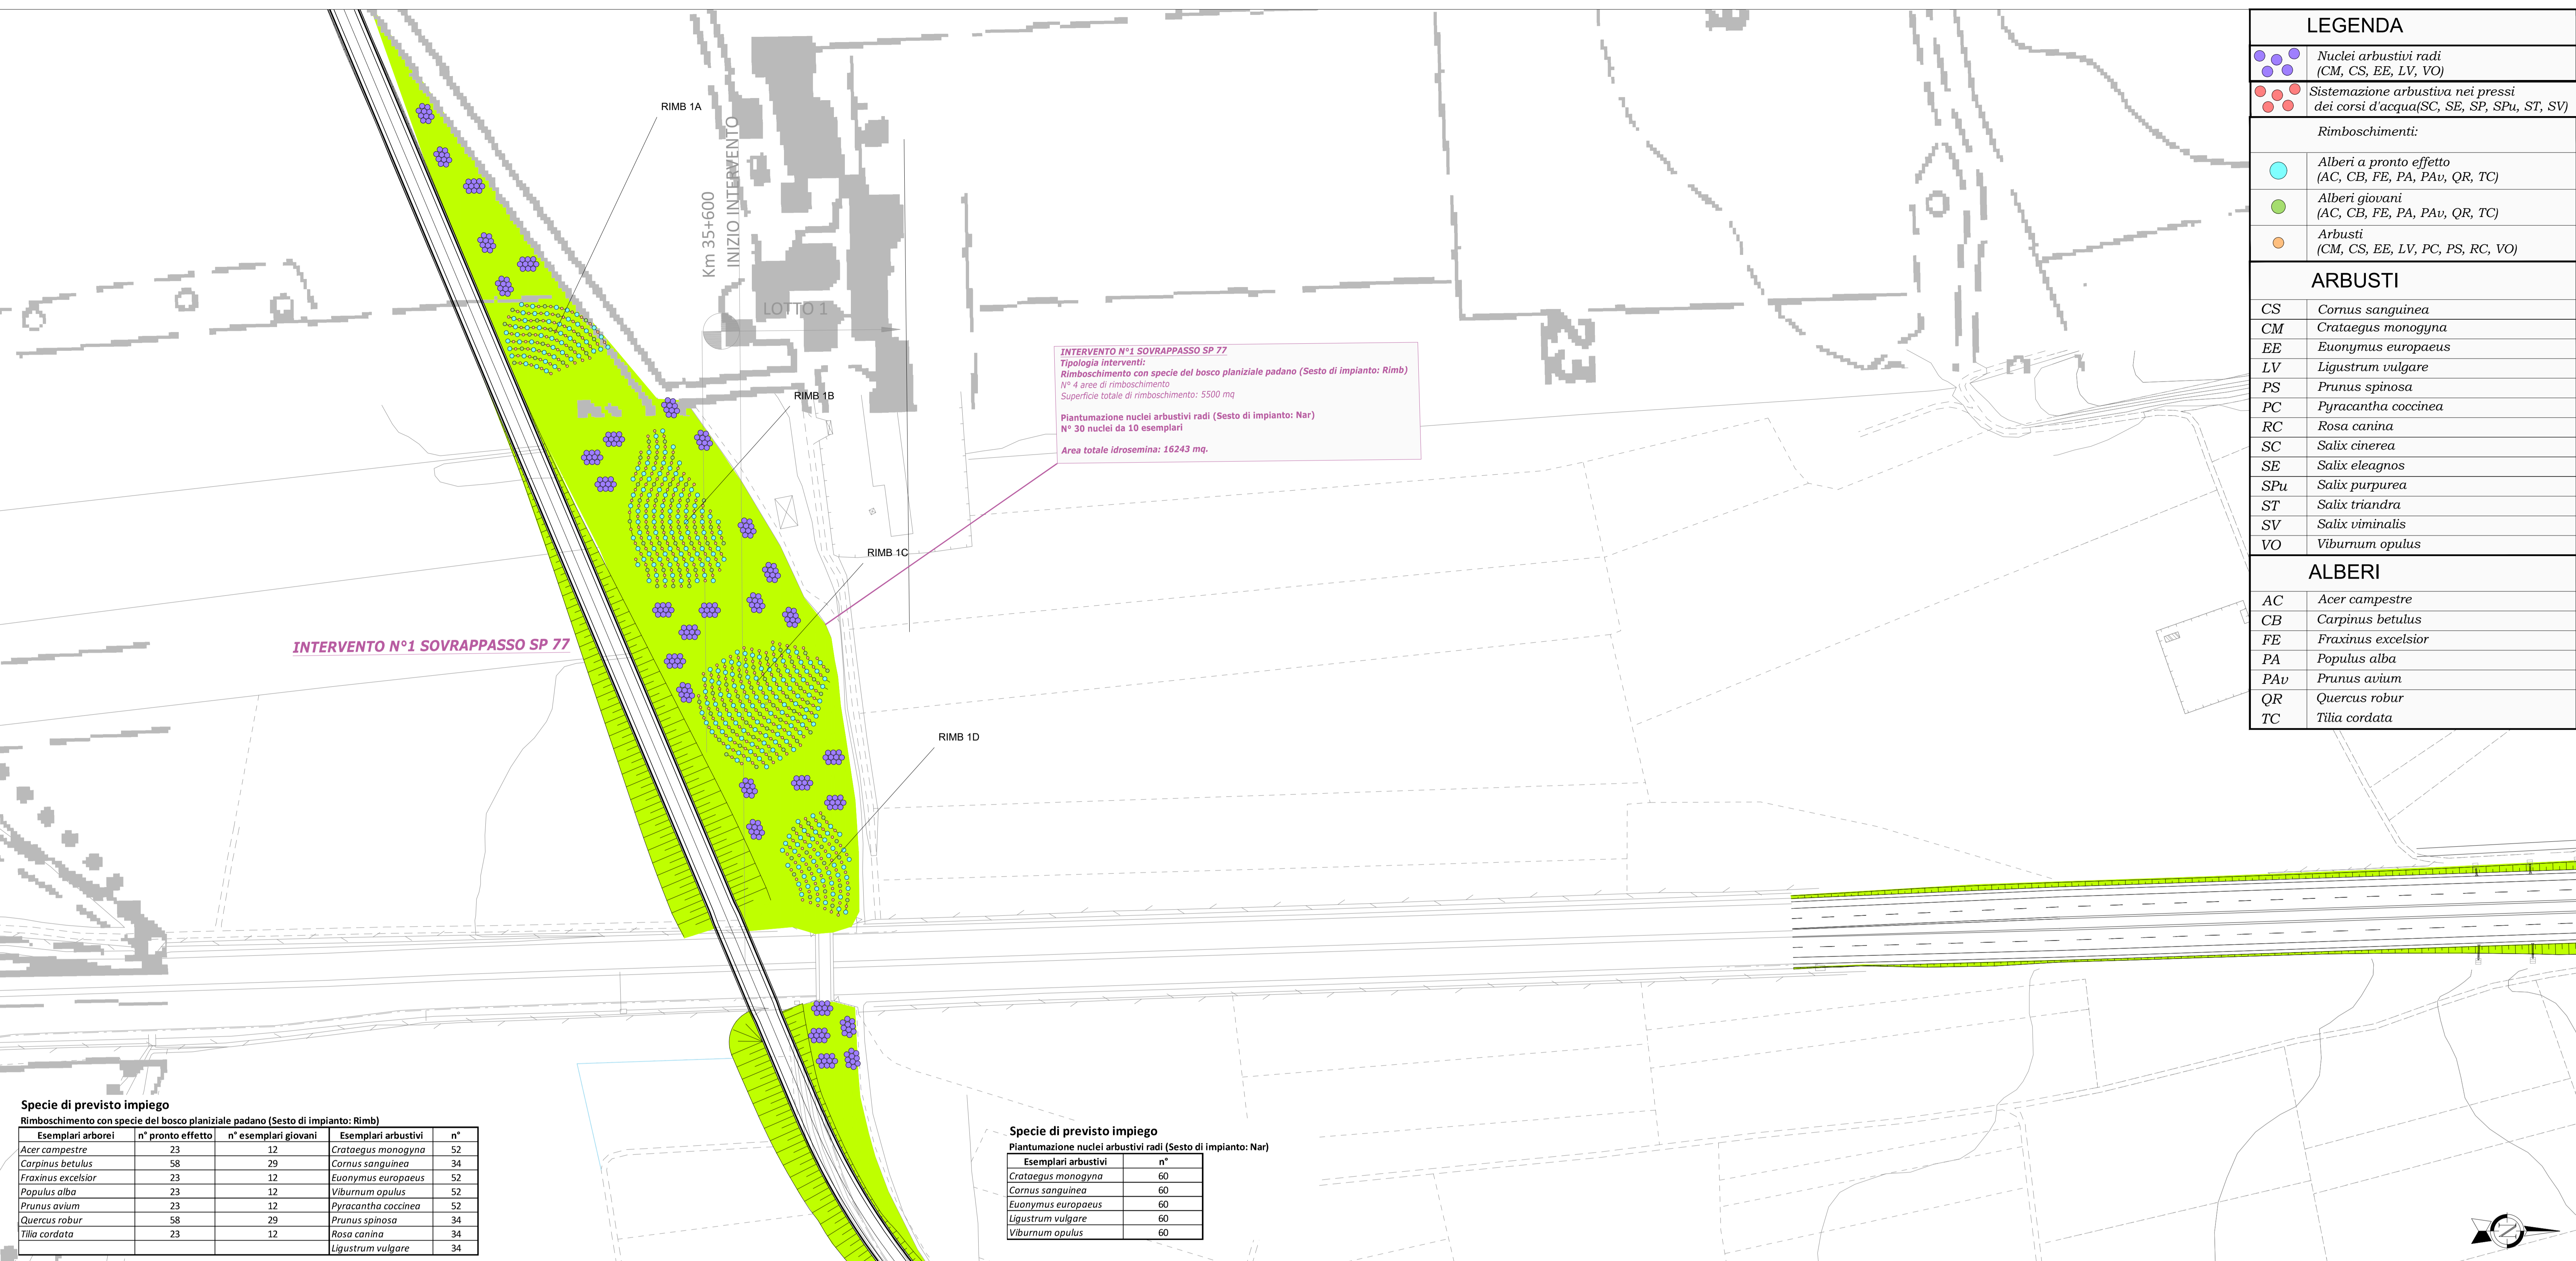 RIMB 1A
Km 35+600
INIZIO INTERVENTO
LOTTO 1
RIMB 1B
RIMB 1C
RIMB 1D
INTERVENTO N°1 SOVRAPPASSO SP 77
Tipologia interventi:
Rimboschimento con specie del bosco planiziale padano (Sesto di impianto: Rimb)
N° 4 aree di rimboschimento
Superficie totale di rimboschimento: 5500 mq
Piantumazione nuclei arbustivi radi (Sesto di impianto: Nar)
N° 30 nuclei da 10 esemplari
Area totale idrosemina: 16243 mq.
INTERVENTO N°1 SOVRAPPASSO SP 77
LEGENDA
Nuclei arbustivi radi
(CM, CS, EE, LV, VO)
Sistemazione arbustiva nei pressi
dei corsi d'acqua(SC, SE, SP, SPu, ST, SV)
Rimboschimenti:
Alberi a pronto effetto
(AC, CB, FE, PA, PAv, QR, TC)
Alberi giovani
(AC, CB, FE, PA, PAv, QR, TC)
Arbusti
(CM, CS, EE, LV, PC, PS, RC, VO)
ARBUSTI
CS Cornus sanguinea
CM Crataegus monogyna
EE Euonymus europaeus
LV Ligustrum vulgare
PS Prunus spinosa
PC Pyracantha coccinea
RC Rosa canina
SC Salix cinerea
SE Salix eleagnos
SPu Salix purpurea
ST Salix triandra
SV Salix viminalis
VO Viburnum opulus
ALBERI
AC Acer campestre
CB Carpinus betulus
FE Fraxinus excelsior
PA Populus alba
PAv Prunus avium
QR Quercus robur
TC Tilia cordata
Specie di previsto impiego
Rimboschimento con specie del bosco planiziale padano (Sesto di impianto: Rimb)
Esemplari arborei n° pronto effetto n° esemplari giovani Esemplari arbustivi n°
Acer campestre 23 12 Crataegus monogyna 52
Carpinus betulus 58 29 Cornus sanguinea 34
Fraxinus excelsior 23 12 Euonymus europaeus 52
Populus alba 23 12 Viburnum opulus 52
Prunus avium 23 12 Pyracantha coccinea 52
Quercus robur 58 29 Prunus spinosa 34
Tilia cordata 23 12 Rosa canina 34
Ligustrum vulgare 34
Specie di previsto impiego
Piantumazione nuclei arbustivi radi (Sesto di impianto: Nar)
Esemplari arbustivi n°
Crataegus monogyna 60
Cornus sanguinea 60
Euonymus europaeus 60
Ligustrum vulgare 60
Viburnum opulus 60
N